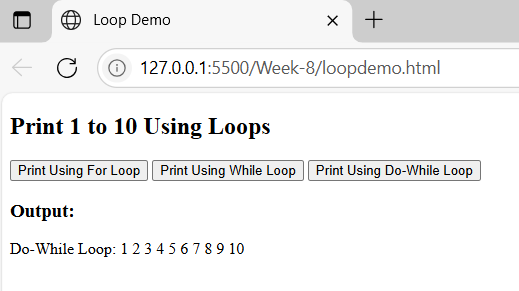 Loop Demo
127.0.0.1:5500/Week-8/loopdemo.html
Print 1 to 10 Using Loops
Print Using For Loop Print Using While Loop Print Using Do-While Loop
Output:
Do-While Loop: 1 2 3 4 5 6 7 8 9 10